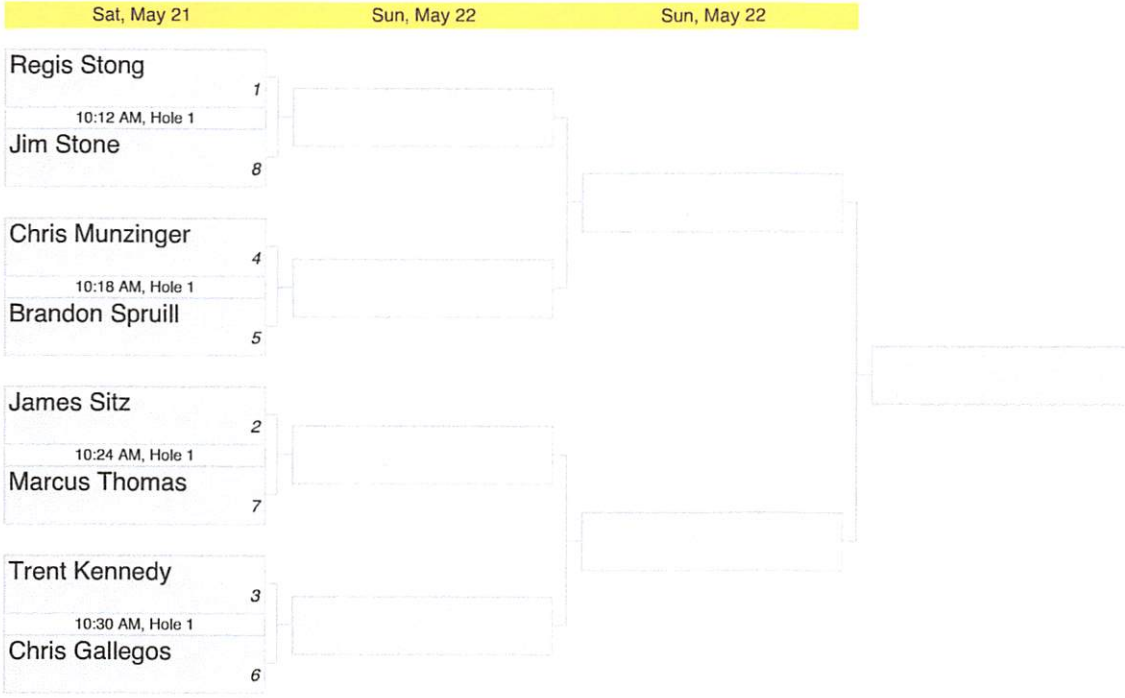 Sat, May 21 Sun, May 22 Sun, May 22
Regis Stong
1
10:12 AM, Hole 1
Jim Stone
8
Chris Munzinger
4
10:18 AM, Hole 1
Brandon Spruill
5
James Sitz
2
10:24 AM, Hole 1
Marcus Thomas
7
Trent Kennedy
3
10:30 AM, Hole 1
Chris Gallegos
6